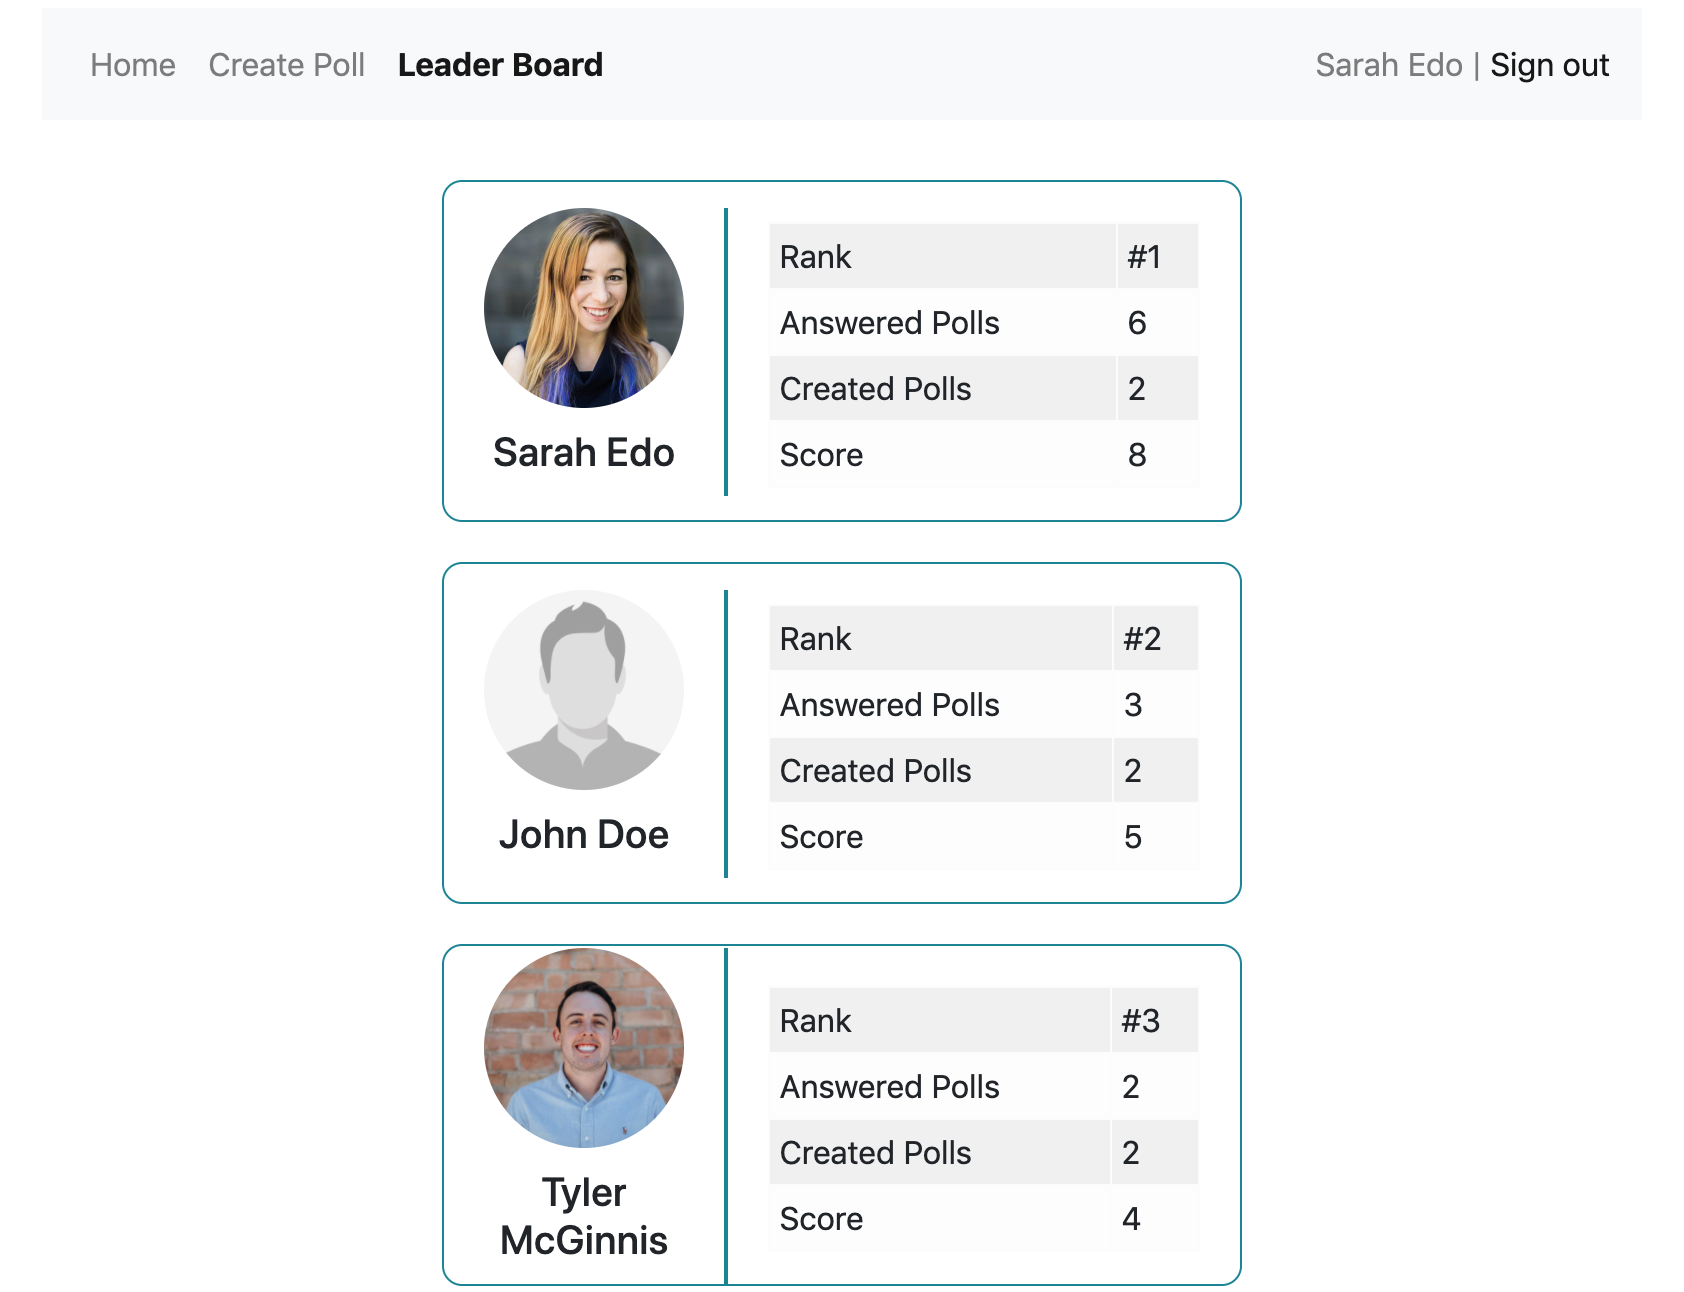 Home Create Poll Leader Board Sarah Edo | Sign out
Sarah Edo
Rank #1
Answered Polls 6
Created Polls 2
Score 8
John Doe
Rank #2
Answered Polls 3
Created Polls 2
Score 5
Tyler
McGinnis
Rank #3
Answered Polls 2
Created Polls 2
Score 4